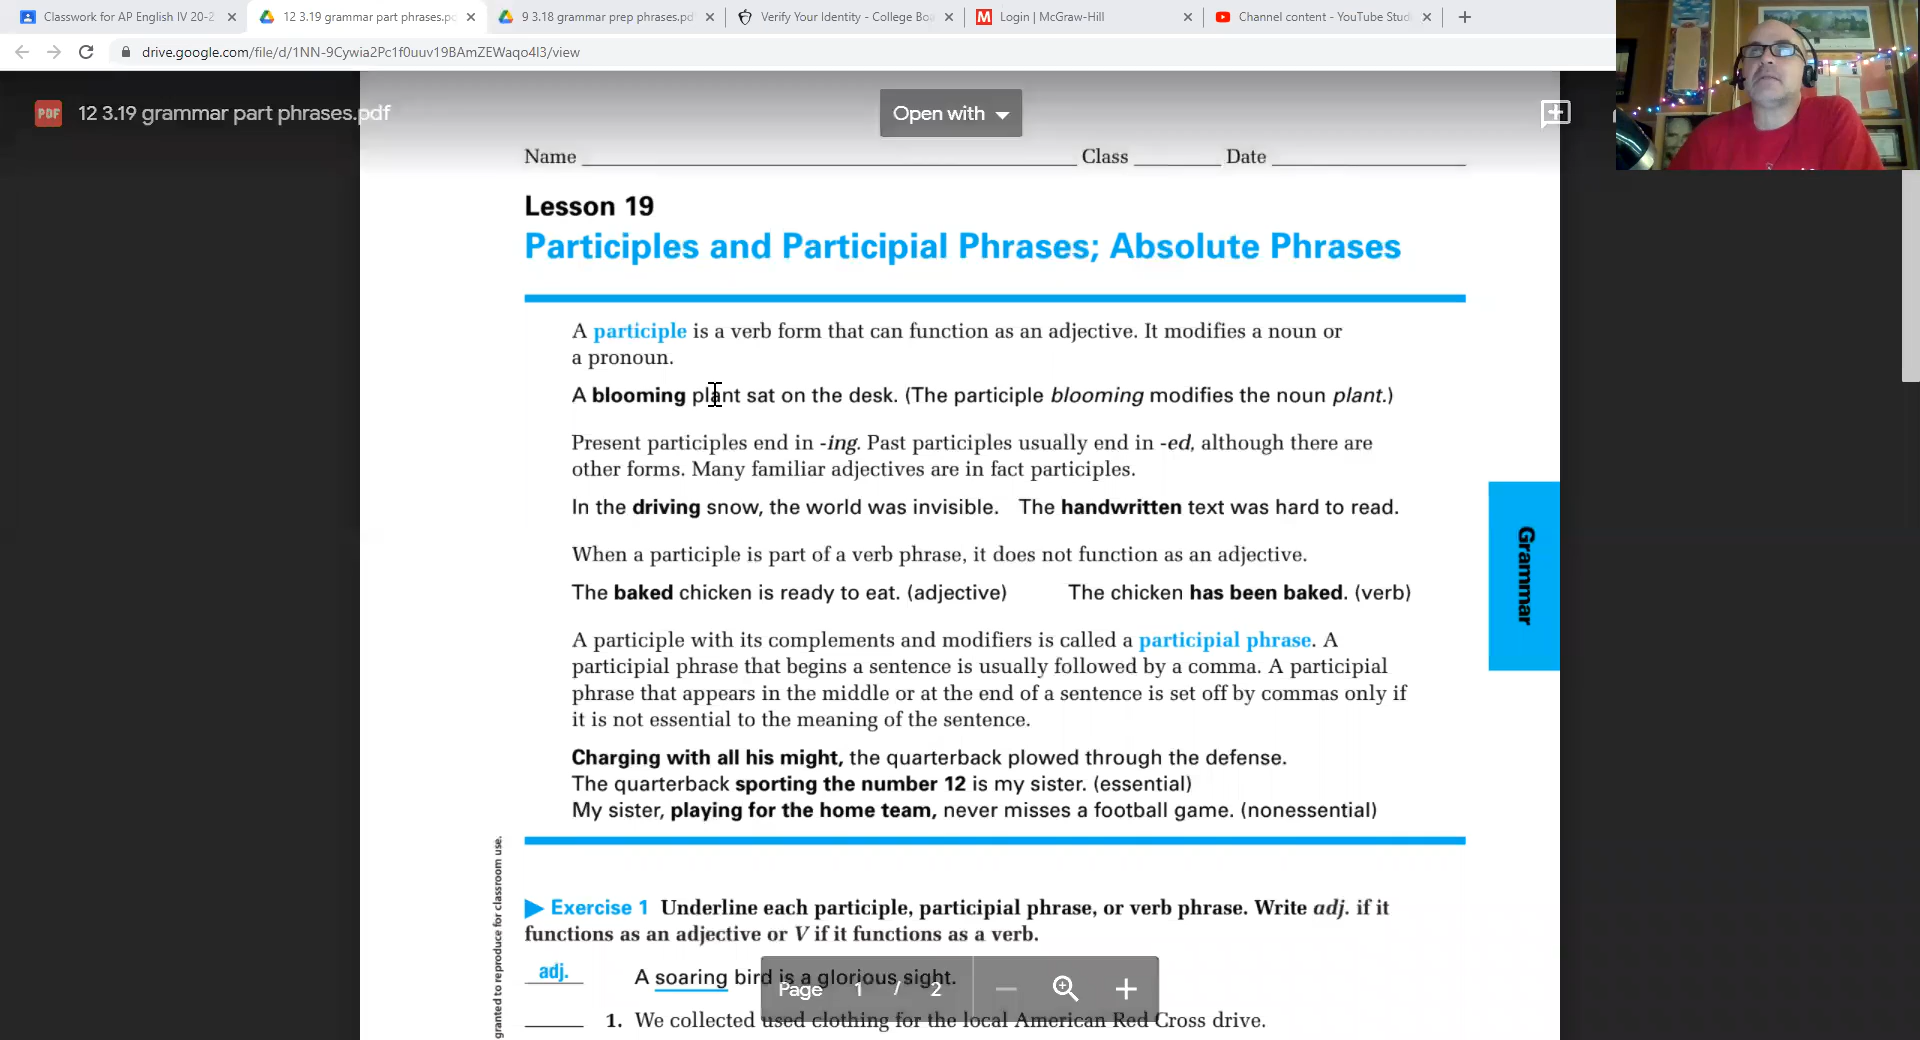 Classwork for AP English IV 20-2
12 3.19 grammar part phrases.pd
9 3.18 grammar prep phrases.pd
Verify Your Identity - College Bo
Login | McGraw-Hill
Channel content - YouTube Stud
drive.google.com/file/d/1NN-9Cywia2Pc1f0uuv19BAmZEWaqo4I3/view
PDF
12 3.19 grammar part phrases.pdf
Open with
Name Class Date
Lesson 19
Participles and Participial Phrases; Absolute Phrases
A participle is a verb form that can function as an adjective. It modifies a noun or
a pronoun.
A blooming plant sat on the desk. (The participle blooming modifies the noun plant.)
Present participles end in -ing. Past participles usually end in -ed, although there are
other forms. Many familiar adjectives are in fact participles.
In the driving snow, the world was invisible. The handwritten text was hard to read.
When a participle is part of a verb phrase, it does not function as an adjective.
The baked chicken is ready to eat. (adjective) The chicken has been baked. (verb)
A participle with its complements and modifiers is called a participial phrase. A
participial phrase that begins a sentence is usually followed by a comma. A participial
phrase that appears in the middle or at the end of a sentence is set off by commas only if
it is not essential to the meaning of the sentence.
Charging with all his might, the quarterback plowed through the defense.
The quarterback sporting the number 12 is my sister. (essential)
My sister, playing for the home team, never misses a football game. (nonessential)
Grammar
granted to reproduce for classroom use.
Exercise 1 Underline each participle, participial phrase, or verb phrase. Write adj. if it
functions as an adjective or V if it functions as a verb.
adj. A soaring bird is a glorious sight.
Page 1 / 2
1. We collected used clothing for the local American Red Cross drive.